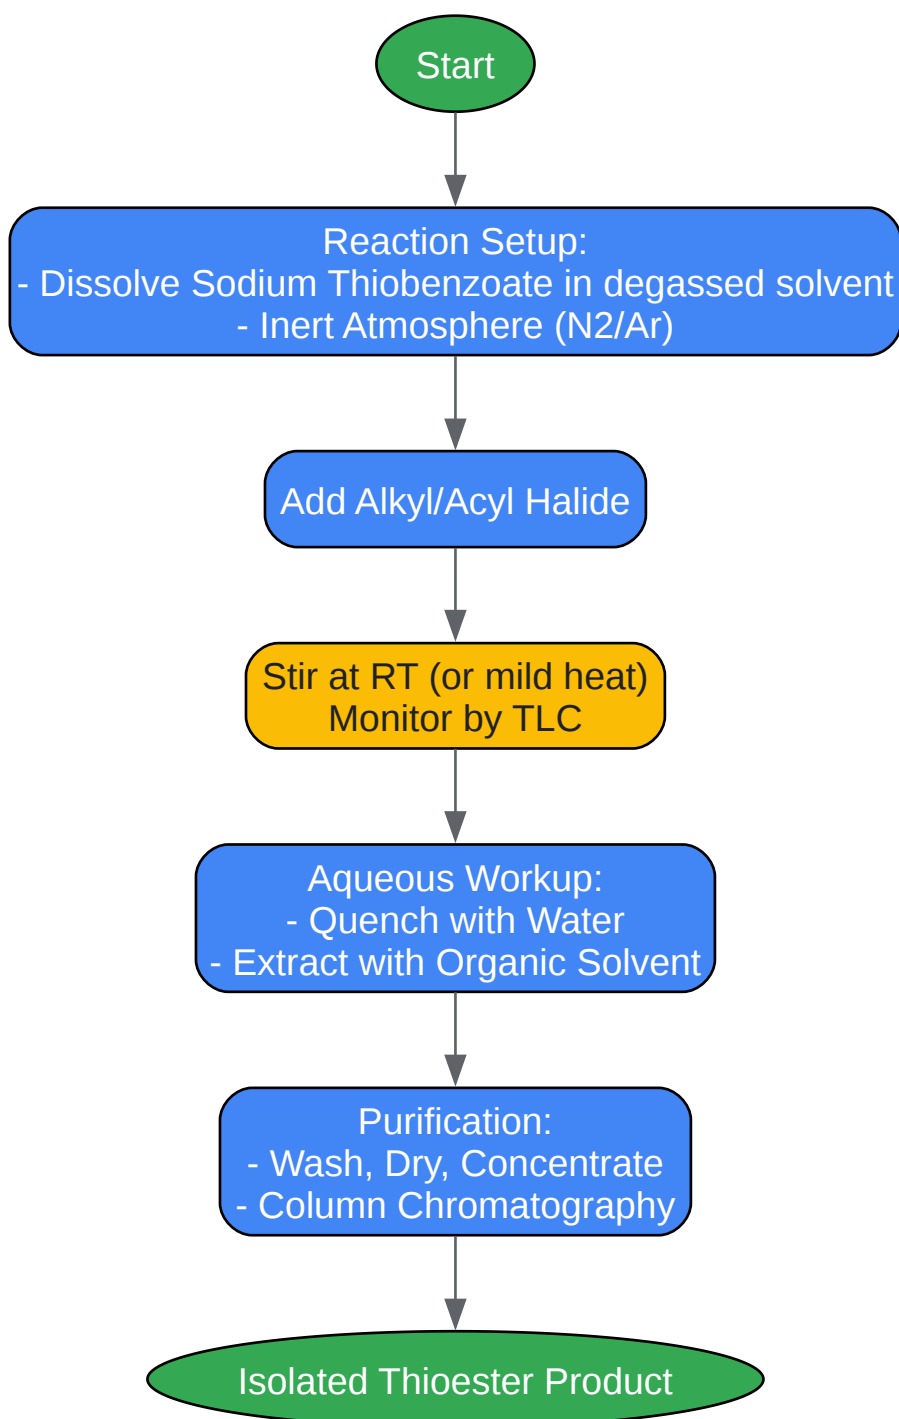 Start
Reaction Setup:
- Dissolve Sodium Thiobenzoate in degassed solvent
- Inert Atmosphere (N2/Ar)
Add Alkyl/Acyl Halide
Stir at RT (or mild heat)
Monitor by TLC
Aqueous Workup:
- Quench with Water
- Extract with Organic Solvent
Purification:
- Wash, Dry, Concentrate
- Column Chromatography
Isolated Thioester Product